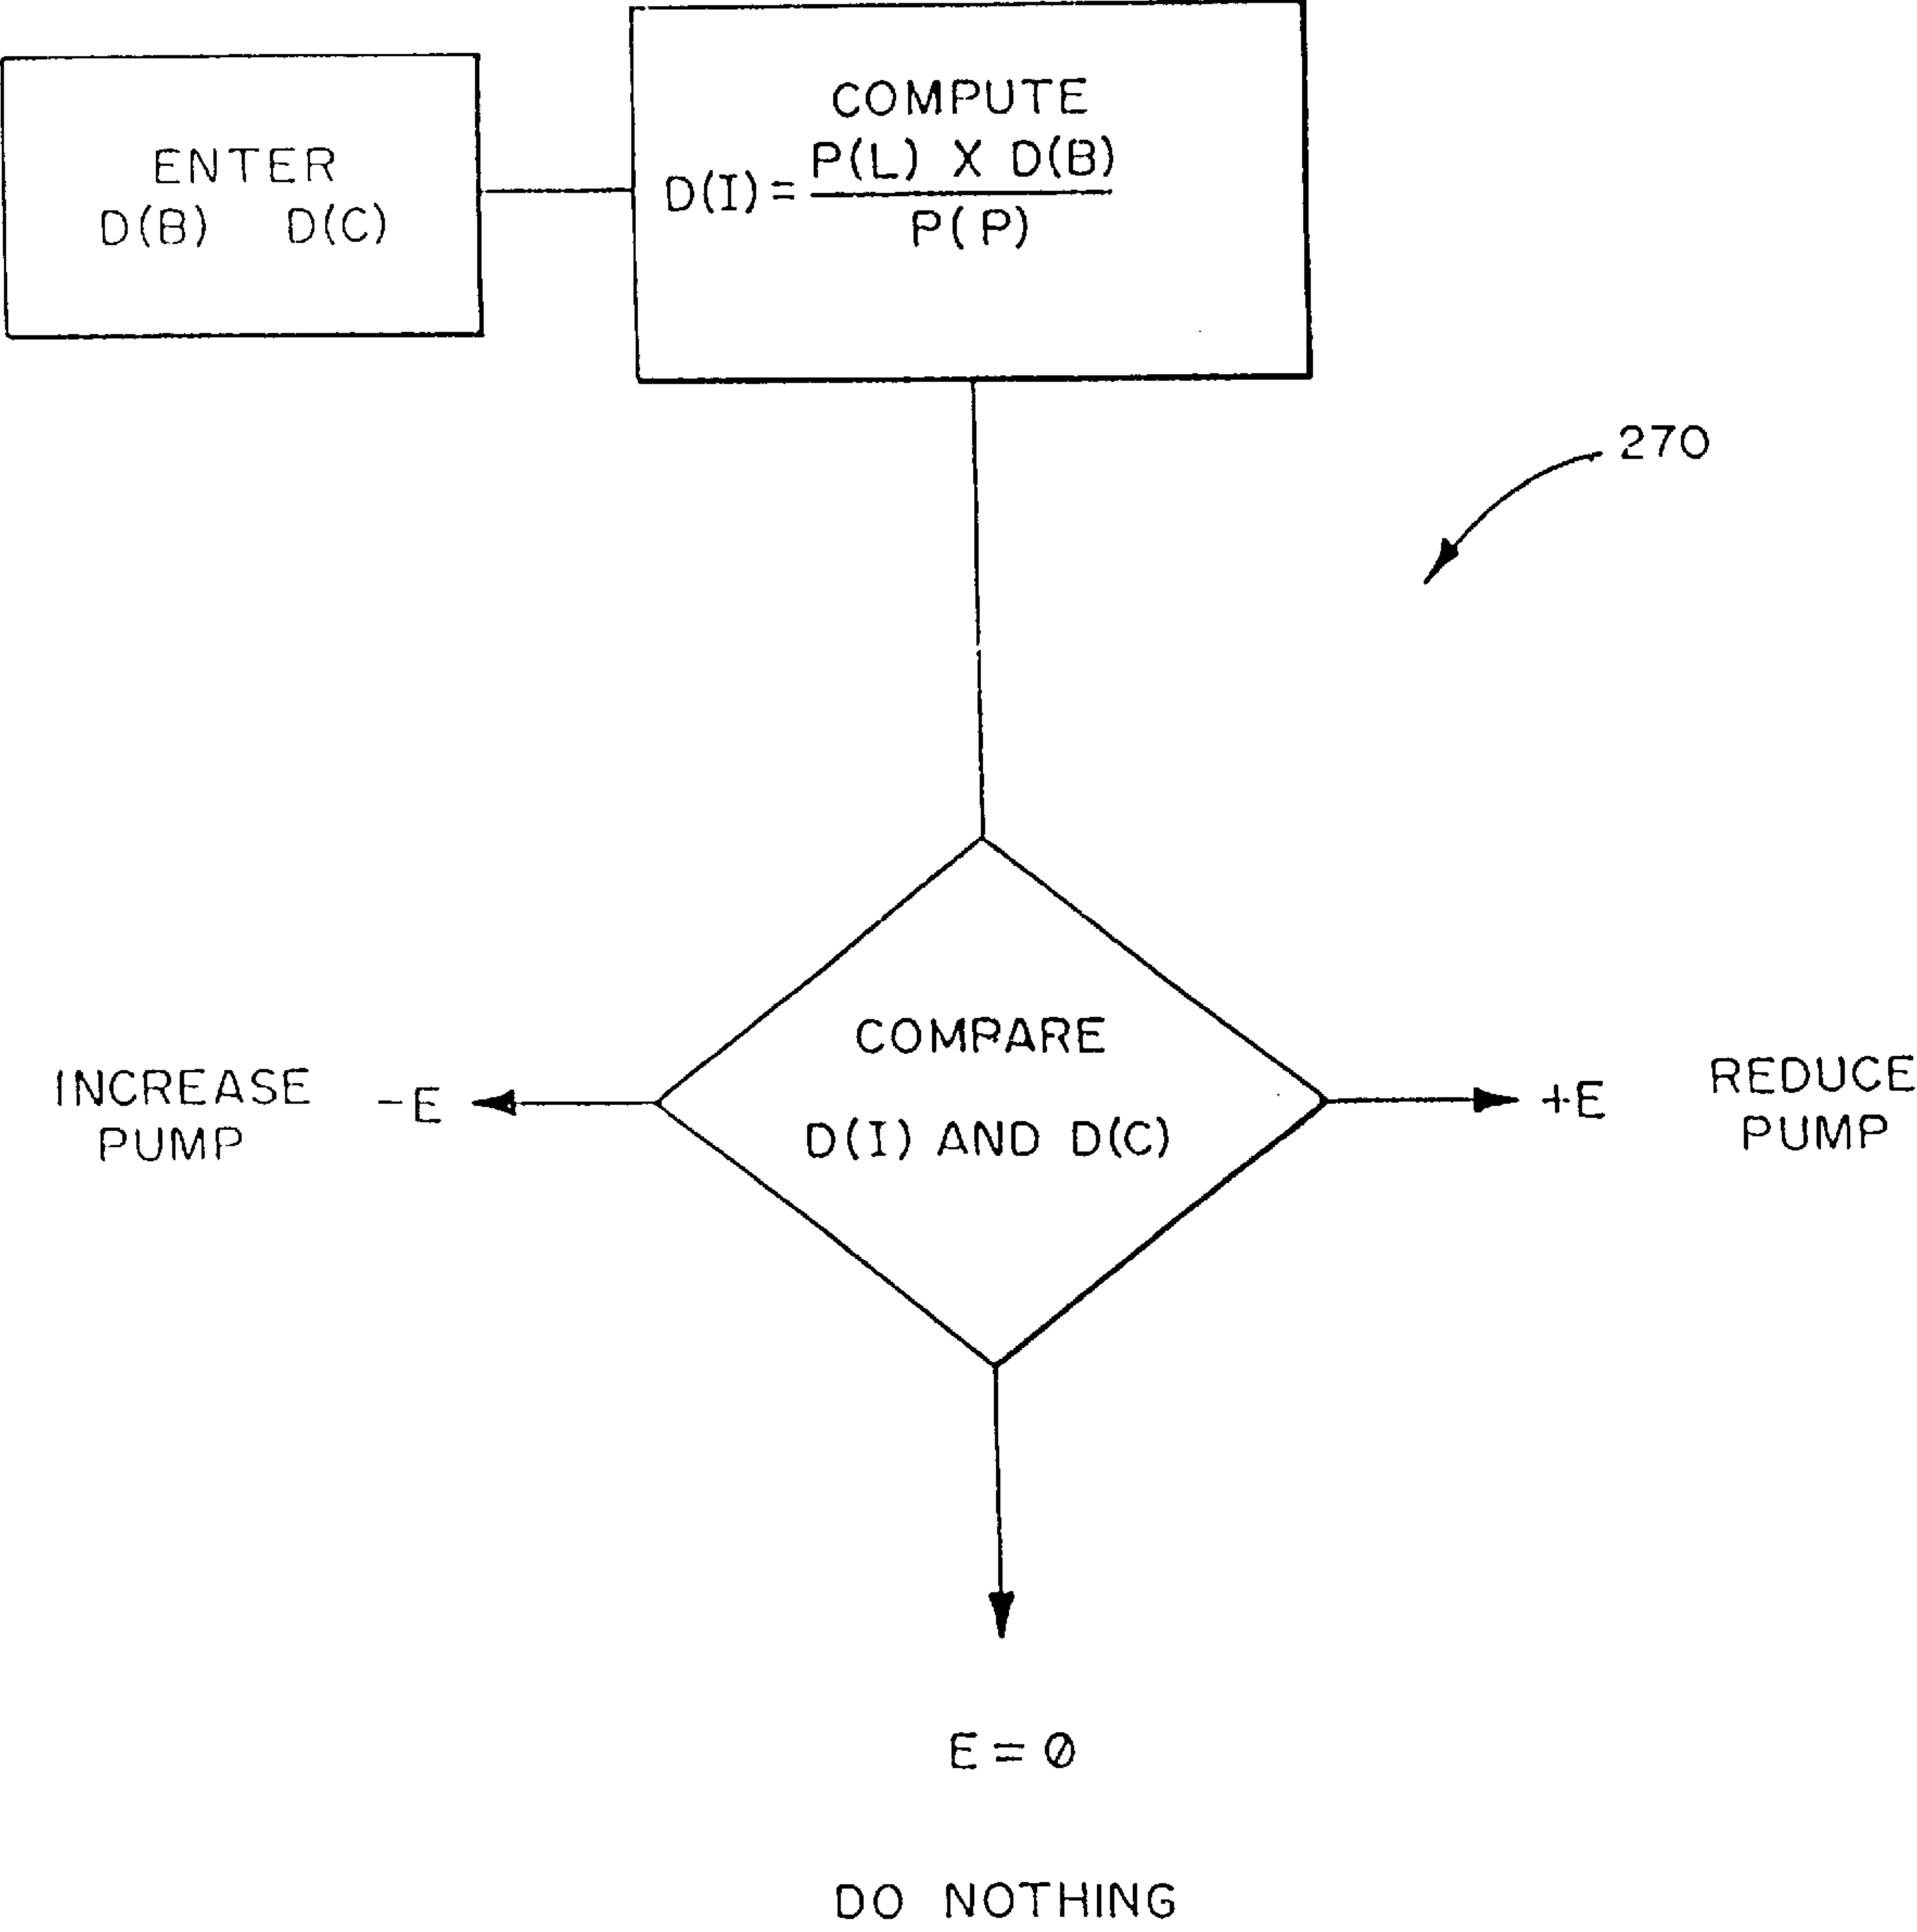 ENTER
D(B) D(C)
COMPUTE
D(I) = P(L) X D(B)
P(P)
270
COMPARE
D(I) AND D(C)
INCREASE
PUMP
-E
+E
REDUCE
PUMP
E = Ø
DO NOTHING